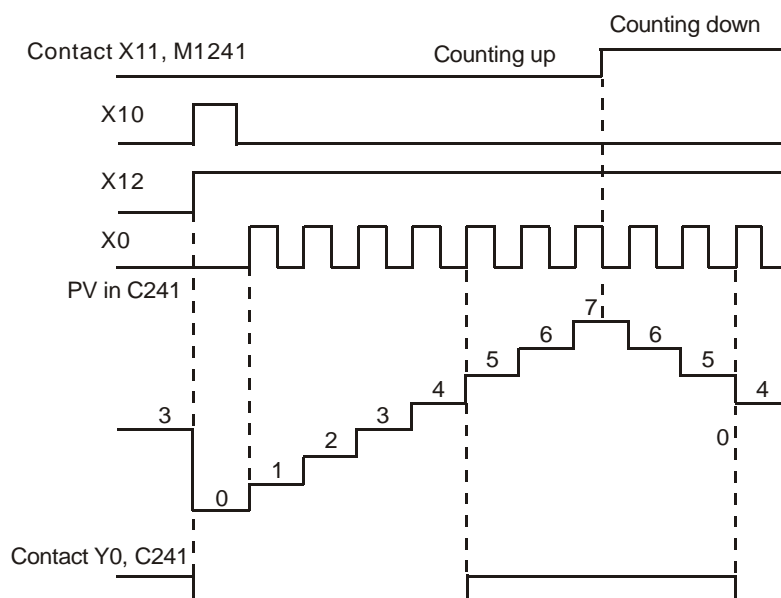 Counting down
Contact X11, M1241
Counting up
X10
X12
X0
PV in C241
7
6 6
5 5
4 4
3 3
2
0
1
0
Contact Y0, C241